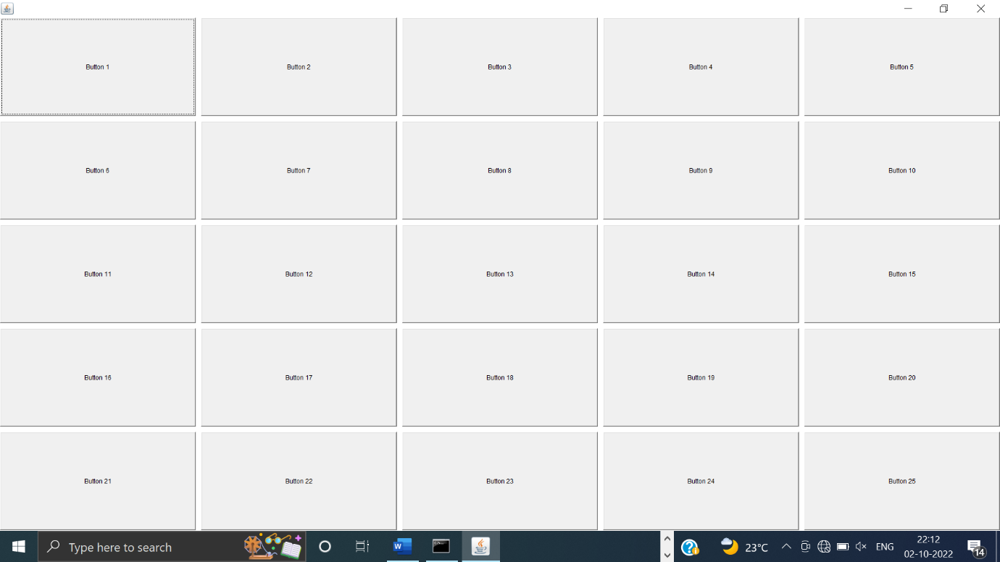 Button 1
Button 2
Button 3
Button 4
Button 5
Button 6
Button 7
Button 8
Button 9
Button 10
Button 11
Button 12
Button 13
Button 14
Button 15
Button 16
Button 17
Button 18
Button 19
Button 20
Button 21
Button 22
Button 23
Button 24
Button 25
Type here to search
W
23°C
ENG
22:12
02-10-2022
14